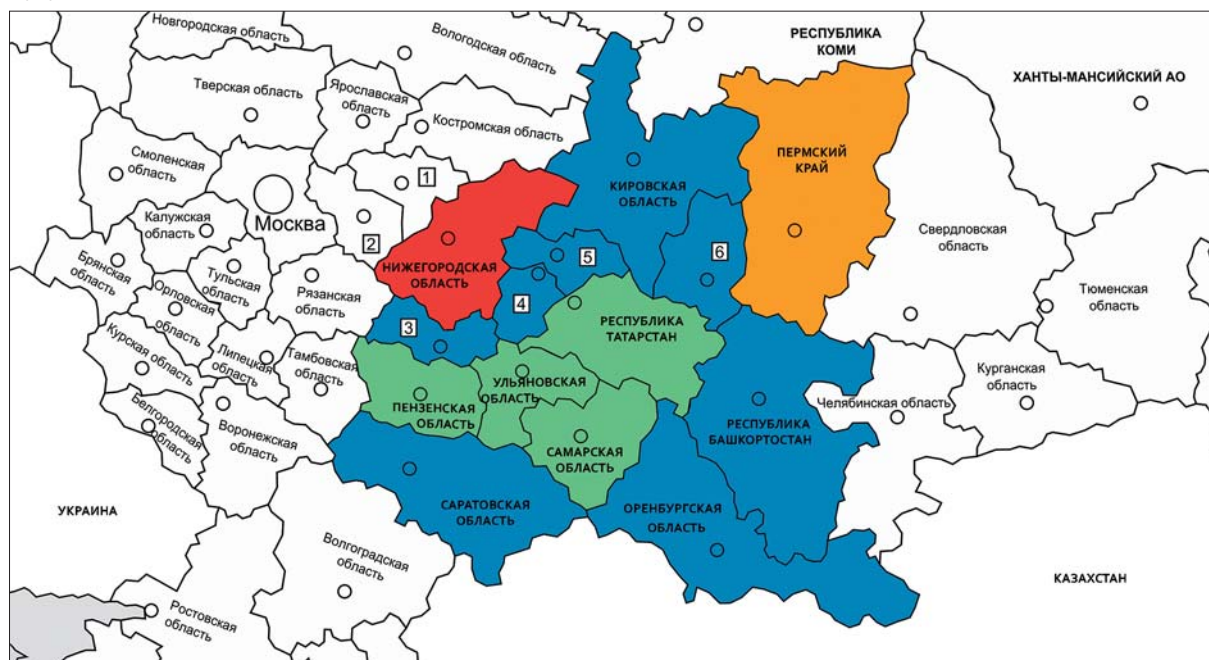 Новгородская область
Вологодская область
РЕСПУБЛИКА
КОМИ
ХАНТЫ-МАНСИЙСКИЙ АО
Тверская область
Ярославская
область
Костромская область
Смоленская
область
1
КИРОВСКАЯ
ОБЛАСТЬ
ПЕРМСКИЙ
КРАЙ
Калужская
область
Москва
2
Свердловская
область
Брянская
область
Тульская
область
Рязанская
область
НИЖЕГОРОДСКАЯ
ОБЛАСТЬ
5
6
Тюменская
область
Орловская
область
4
3
РЕСПУБЛИКА
ТАТАРСТАН
Курская
область
Липецкая
область
Тамбовская
область
УЛЬЯНОВСКАЯ
ОБЛАСТЬ
Курганская
область
Белгородская
область
Воронежская
область
ПЕНЗЕНСКАЯ
ОБЛАСТЬ
Челябинская область
РЕСПУБЛИКА
БАШКОРТОСТАН
САМАРСКАЯ
ОБЛАСТЬ
УКРАИНА
САРАТОВСКАЯ
ОБЛАСТЬ
ОРЕНБУРГСКАЯ
ОБЛАСТЬ
Волгоградская
область
КАЗАХСТАН
Ростовская
область